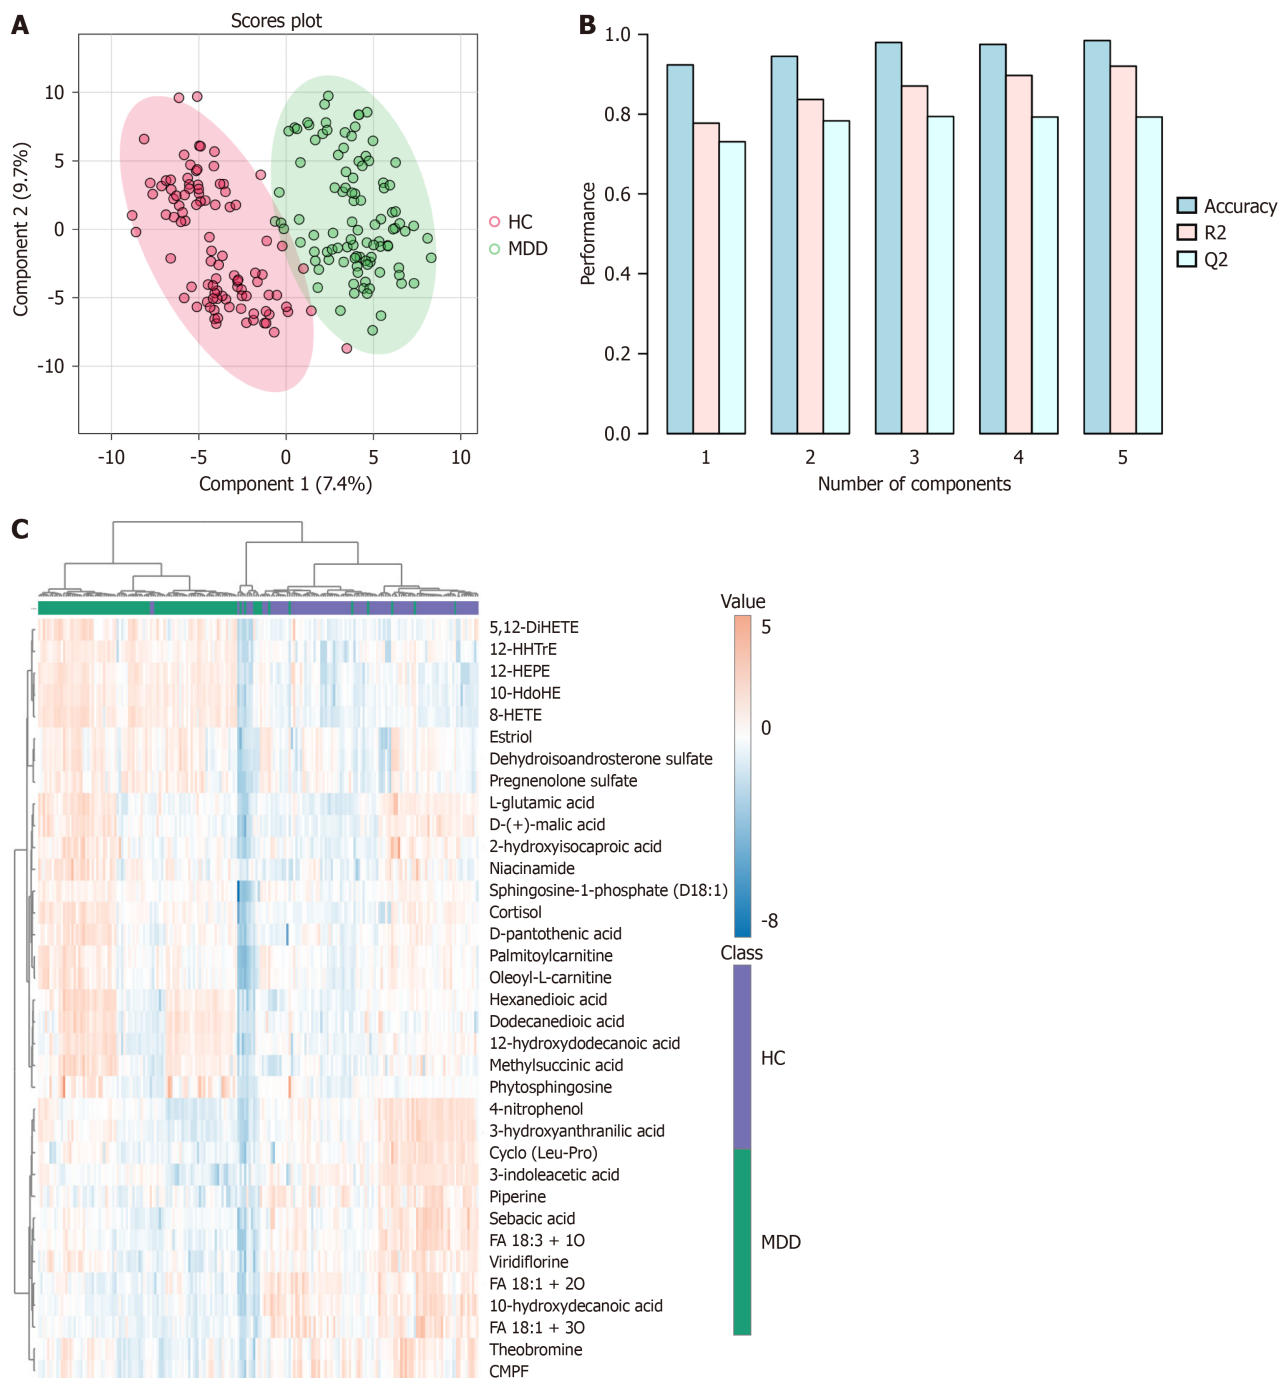 A
Scores plot
10
5
0
-5
-10
Component 2 (9.7%)
-10
-5
0
5
10
Component 1 (7.4%)
HC
MDD
B
1.0
0.8
0.6
0.4
0.2
0.0
Performance
1
2
3
4
5
Number of components
Accuracy
R2
Q2
C
5,12-DiHETE
12-HHTrE
12-HEPE
10-HdoHE
8-HETE
Estriol
Dehydroisoandrosterone sulfate
Pregnenolone sulfate
L-glutamic acid
D-(+)-malic acid
2-hydroxyisocaproic acid
Niacinamide
Sphingosine-1-phosphate (D18:1)
Cortisol
D-pantothenic acid
Palmitoylcarnitine
Oleoyl-L-carnitine
Hexanedioic acid
Dodecanedioic acid
12-hydroxydodecanoic acid
Methylsuccinic acid
Phytosphingosine
4-nitrophenol
3-hydroxyanthranilic acid
Cyclo (Leu-Pro)
3-indoleacetic acid
Piperine
Sebacic acid
FA 18:3 + 1O
Viridiflorine
FA 18:1 + 2O
10-hydroxydecanoic acid
FA 18:1 + 3O
Theobromine
CMPF
Value
5
0
-8
Class
HC
MDD